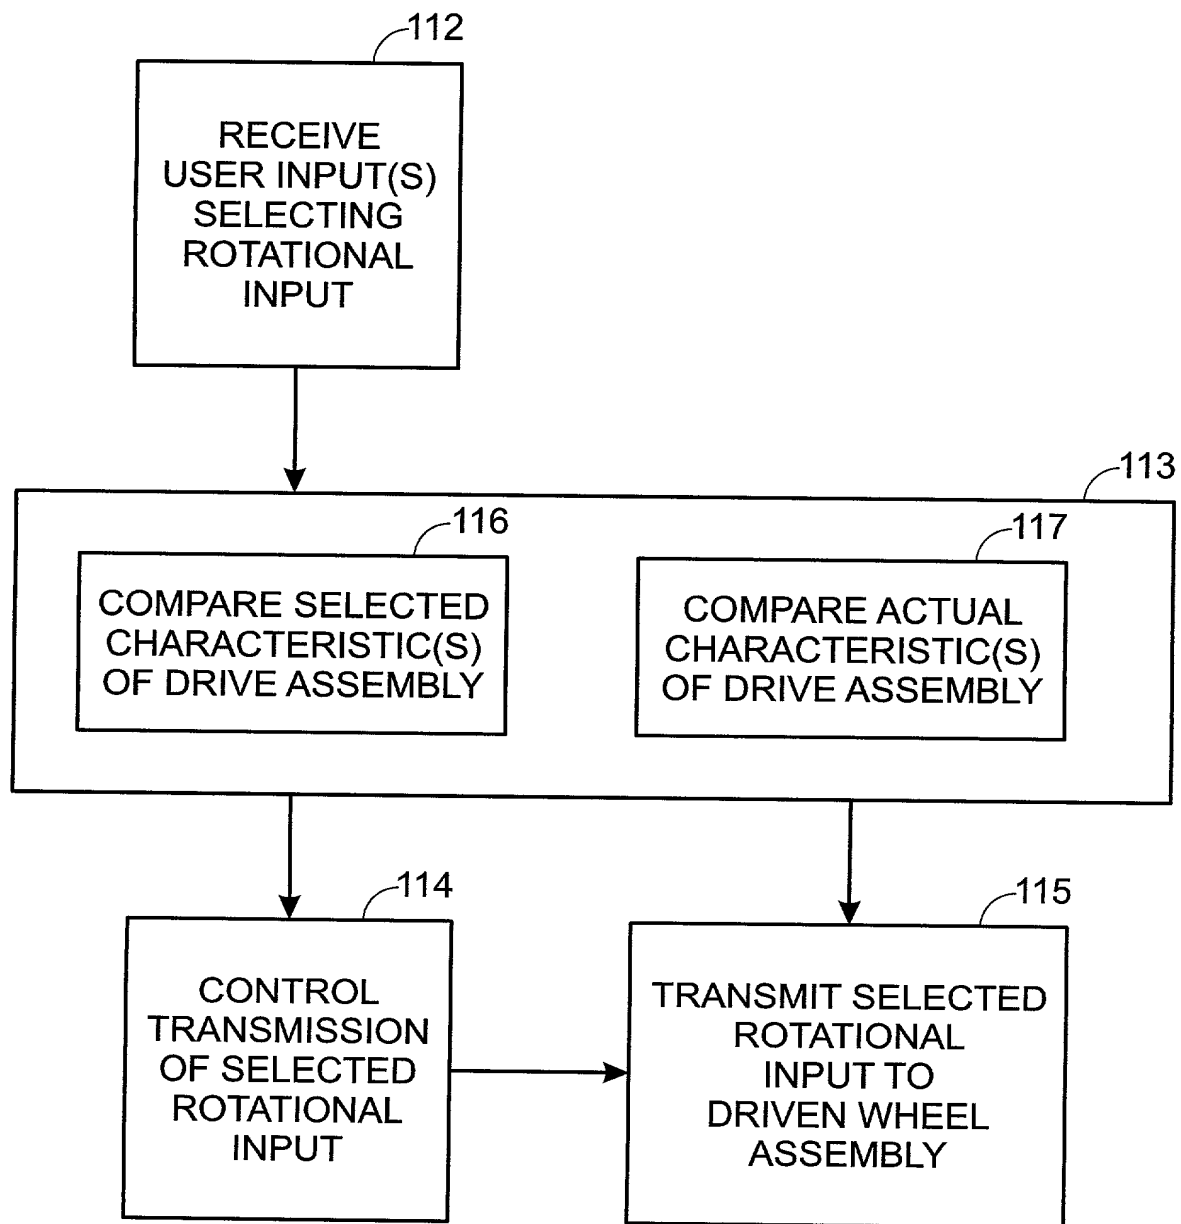 112
RECEIVE
USER INPUT(S)
SELECTING
ROTATIONAL
INPUT
113
116
COMPARE SELECTED
CHARACTERISTIC(S)
OF DRIVE ASSEMBLY
117
COMPARE ACTUAL
CHARACTERISTIC(S)
OF DRIVE ASSEMBLY
114
CONTROL
TRANSMISSION
OF SELECTED
ROTATIONAL
INPUT
115
TRANSMIT SELECTED
ROTATIONAL
INPUT TO
DRIVEN WHEEL
ASSEMBLY